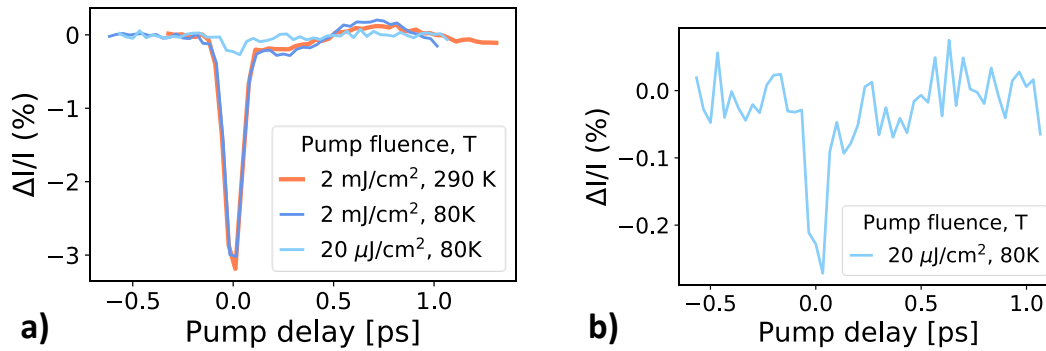 0
−1
−2
−3
ΔI/I (%)
Pump fluence, T
2 mJ/cm², 290 K
2 mJ/cm², 80K
20 μJ/cm², 80K
−0.5
0.0
0.5
1.0
Pump delay [ps]
a)
0.0
−0.1
−0.2
ΔI/I (%)
Pump fluence, T
20 μJ/cm², 80K
−0.5
0.0
0.5
1.0
Pump delay [ps]
b)